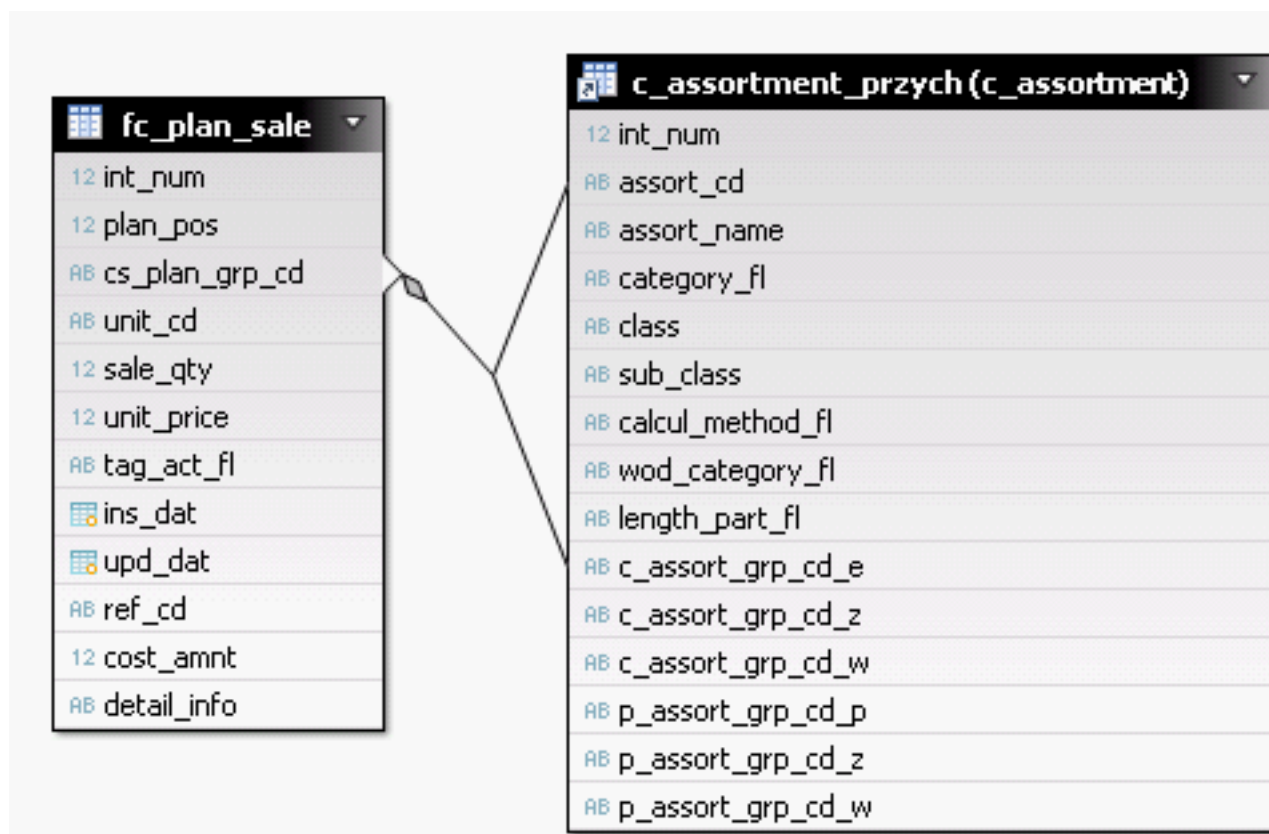 fc_plan_sale
12 int_num
12 plan_pos
AB cs_plan_grp_cd
AB unit_cd
12 sale_qty
12 unit_price
AB tag_act_fl
ins_dat
upd_dat
AB ref_cd
12 cost_amnt
AB detail_info
c_assortment_przych (c_assortment)
12 int_num
AB assort_cd
AB assort_name
AB category_fl
AB class
AB sub_class
AB calcul_method_fl
AB wod_category_fl
AB length_part_fl
AB c_assort_grp_cd_e
AB c_assort_grp_cd_z
AB c_assort_grp_cd_w
AB p_assort_grp_cd_p
AB p_assort_grp_cd_z
AB p_assort_grp_cd_w